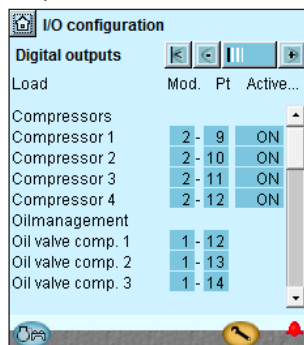 I/O configuration
Digital outputs
Load Mod. Pt Active...
Compressors
Compressor 1 2 - 9 ON
Compressor 2 2 - 10 ON
Compressor 3 2 - 11 ON
Compressor 4 2 - 12 ON
Oilmanagement
Oil valve comp. 1 1 - 12
Oil valve comp. 2 1 - 13
Oil valve comp. 3 1 - 14